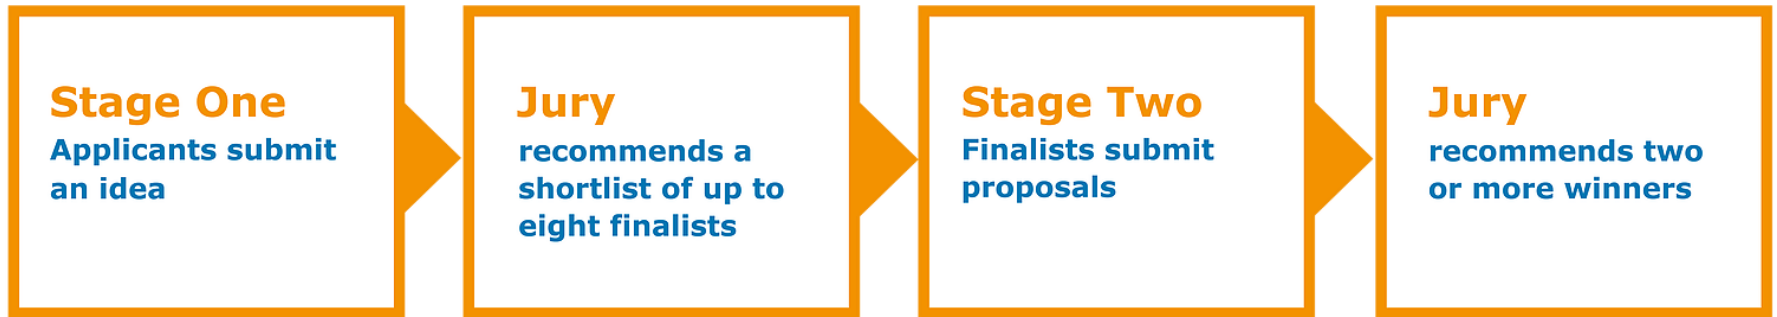 Stage One
Applicants submit
an idea
Jury
recommends a
shortlist of up to
eight finalists
Stage Two
Finalists submit
proposals
Jury
recommends two
or more winners